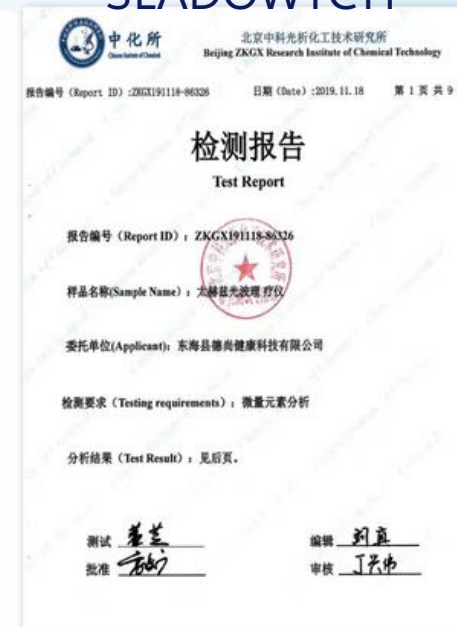 ŚLADOWYCH
中化所
北京中科光析化工技术研究所
Beijing ZKGX Research Institute of Chemical Technology
报告编号（Report ID）:ZKGX191118-86326 日期（Date）:2019.11.18 第 1 页 共 9
检测报告
Test Report
报告编号（Report ID）：ZKGX191118-86326
样品名称(Sample Name)：太赫兹光波理疗仪
委托单位(Applicant): 东海县德尚健康科技有限公司
检测要求（Testing requirements）：微量元素分析
分析结果（Test Result）：见后页。
测试 编辑
批准 审核